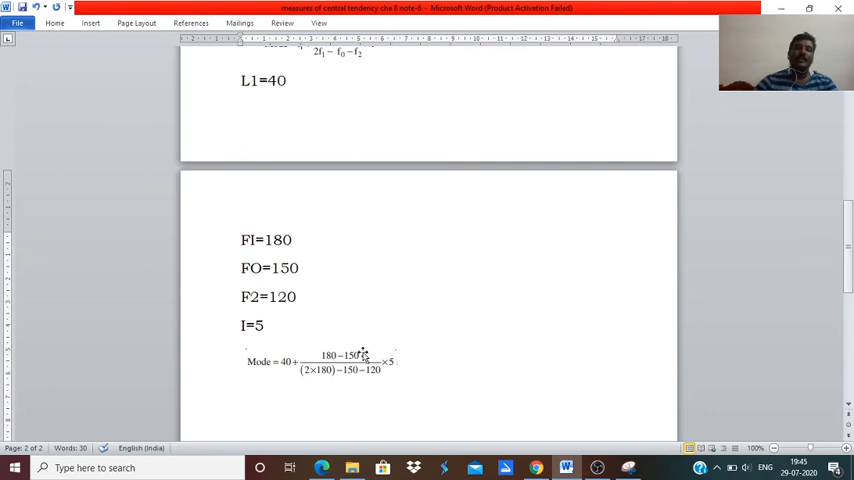 measures of central tendency cha 8 note-6 - Microsoft Word (Product Activation Failed)
File Home Insert Page Layout References Mailings Review View
2f₁ − f₀ − f₂
L1=40
FI=180
FO=150
F2=120
I=5
180 − 150
Mode = 40 + × 5
(2×180) − 150 − 120
Page: 2 of 2 Words: 30 English (India) 100%
Type here to search
ENG
19:45
29-07-2020